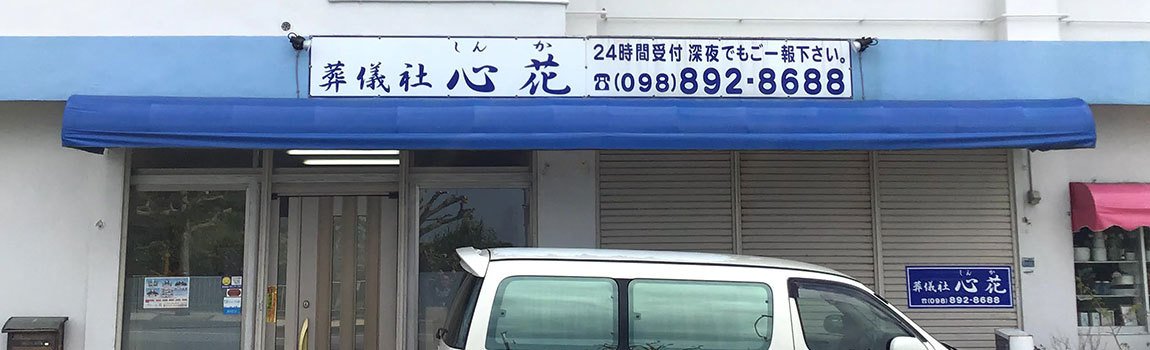 しんか
葬儀社 心花
24時間受付 深夜でもご一報下さい。
☎(098)892-8688
しんか
葬儀社 心花
☎(098)892-8688